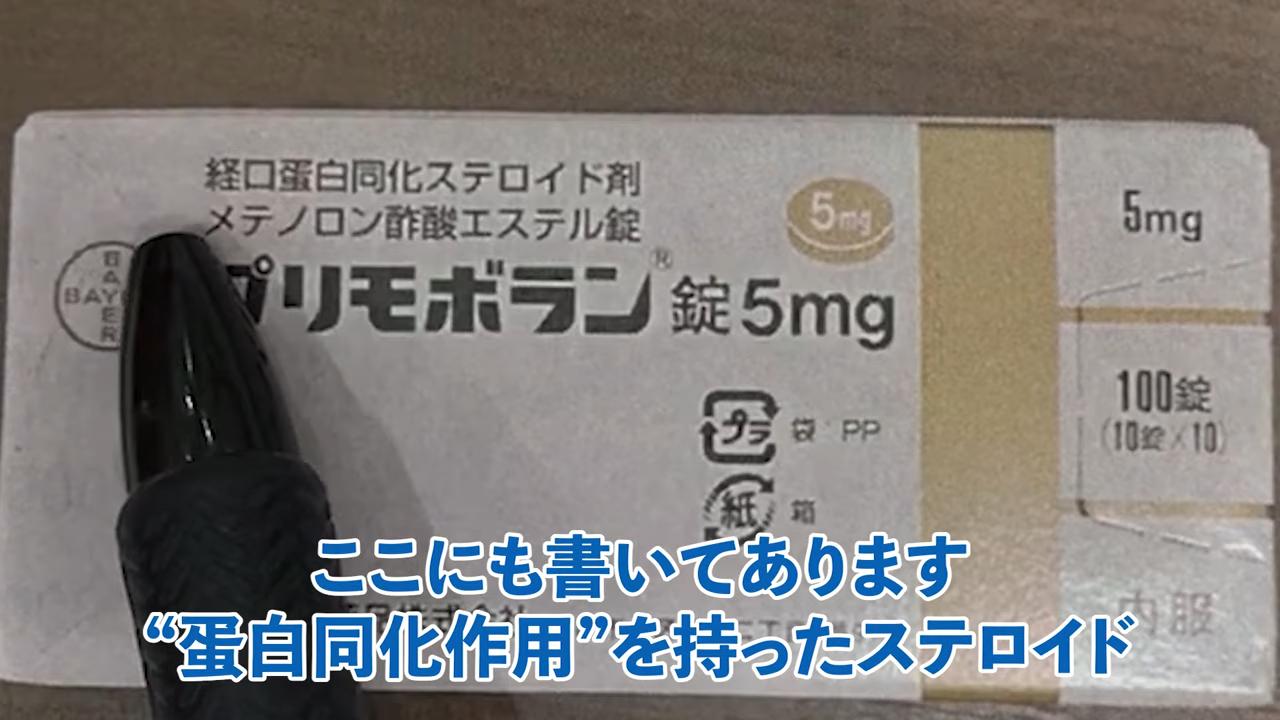 経口蛋白同化ステロイド剤
メテノロン酢酸エステル錠
プリモボラン® 錠5mg
BAYER
BAYER
5mg
5mg
100錠
(10錠×10)
プラ 袋:PP
紙 箱
内服
ここにも書いてあります
“蛋白同化作用”を持ったステロイド